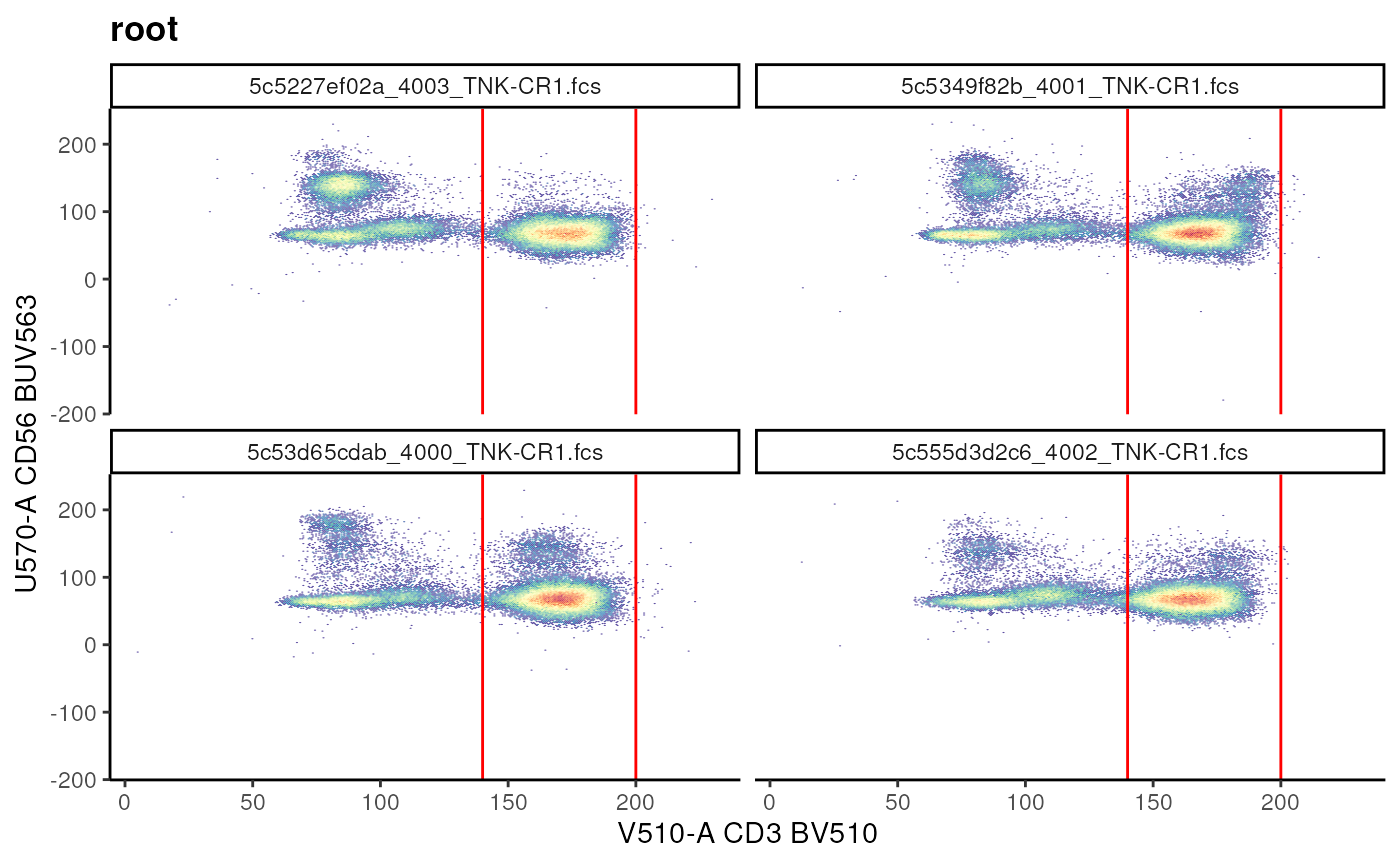 root
5c5227ef02a_4003_TNK-CR1.fcs
5c5349f82b_4001_TNK-CR1.fcs
200
100
0
-100
-200
5c53d65cdab_4000_TNK-CR1.fcs
5c555d3d2c6_4002_TNK-CR1.fcs
200
100
0
-100
-200
U570-A CD56 BUV563
0 50 100 150 200
0 50 100 150 200
V510-A CD3 BV510